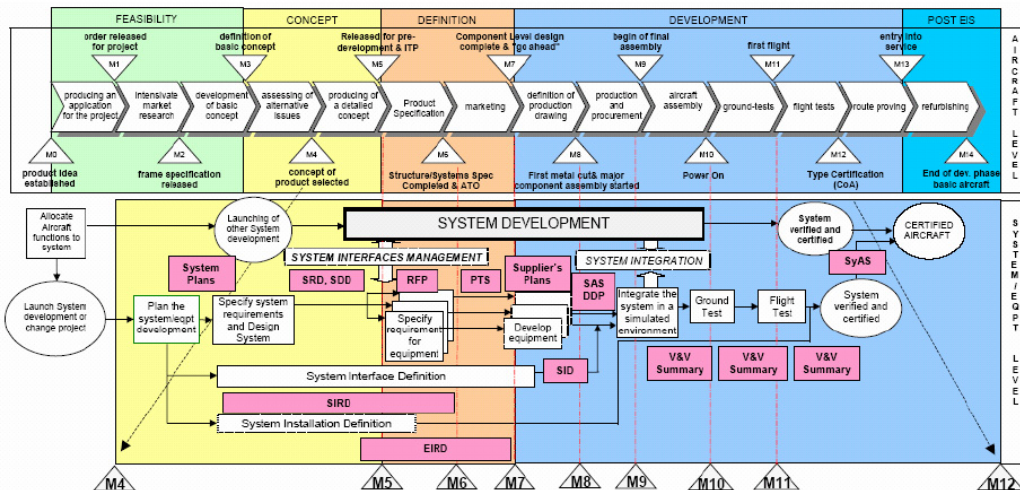 FEASIBILITY
CONCEPT
DEFINITION
DEVELOPMENT
POST EIS
order released
for project
definition of
basic concept
Released for pre-
development & ITP
Component Level design
complete & "go ahead"
begin of final
assembly
first flight
entry into
service
M1
M3
M5
M7
M9
M11
M13
producing an
application
for the project
intensivate
market
research
development
of basic
concept
assessing of
alternative
issues
producing of
a detailed
concept
Product
Specification
marketing
definition of
production
drawing
production
and
procurement
aircraft
assembly
ground-tests
flight tests
route proving
refurbishing
M0
M2
M4
M6
M8
M10
M12
M14
product idea
established
frame specification
released
concept of
product selected
Structure/Systems Spec
Completed & ATO
First metal cut& major
component assembly started
Power On
Type Certification
(CoA)
End of dev. phase
basic aircraft
AIRCRAFT LEVEL
Allocate
Aircraft
functions to
system
Launching of
other System
development
SYSTEM DEVELOPMENT
System
verified and
certified
CERTIFIED
AIRCRAFT
SYSTEM INTERFACES MANAGEMENT
SYSTEM INTEGRATION
SyAS
System
Plans
SRD, SDD
RFP
PTS
Supplier's
Plans
SAS
DDP
Launch System
development or
change project
Plan the
system/eqpt
development
Specify system
requirements
and Design
System
Specify
requirement
for
equipment
Develop
equipment
Integrate the
system in a
simulated
environment
Ground
Test
Flight
Test
System
verified and
certified
System Interface Definition
SID
V&V
Summary
V&V
Summary
V&V
Summary
SIRD
System Installation Definition
EIRD
SYSTEM/EQPT LEVEL
M4
M5
M6
M7
M8
M9
M10
M11
M12